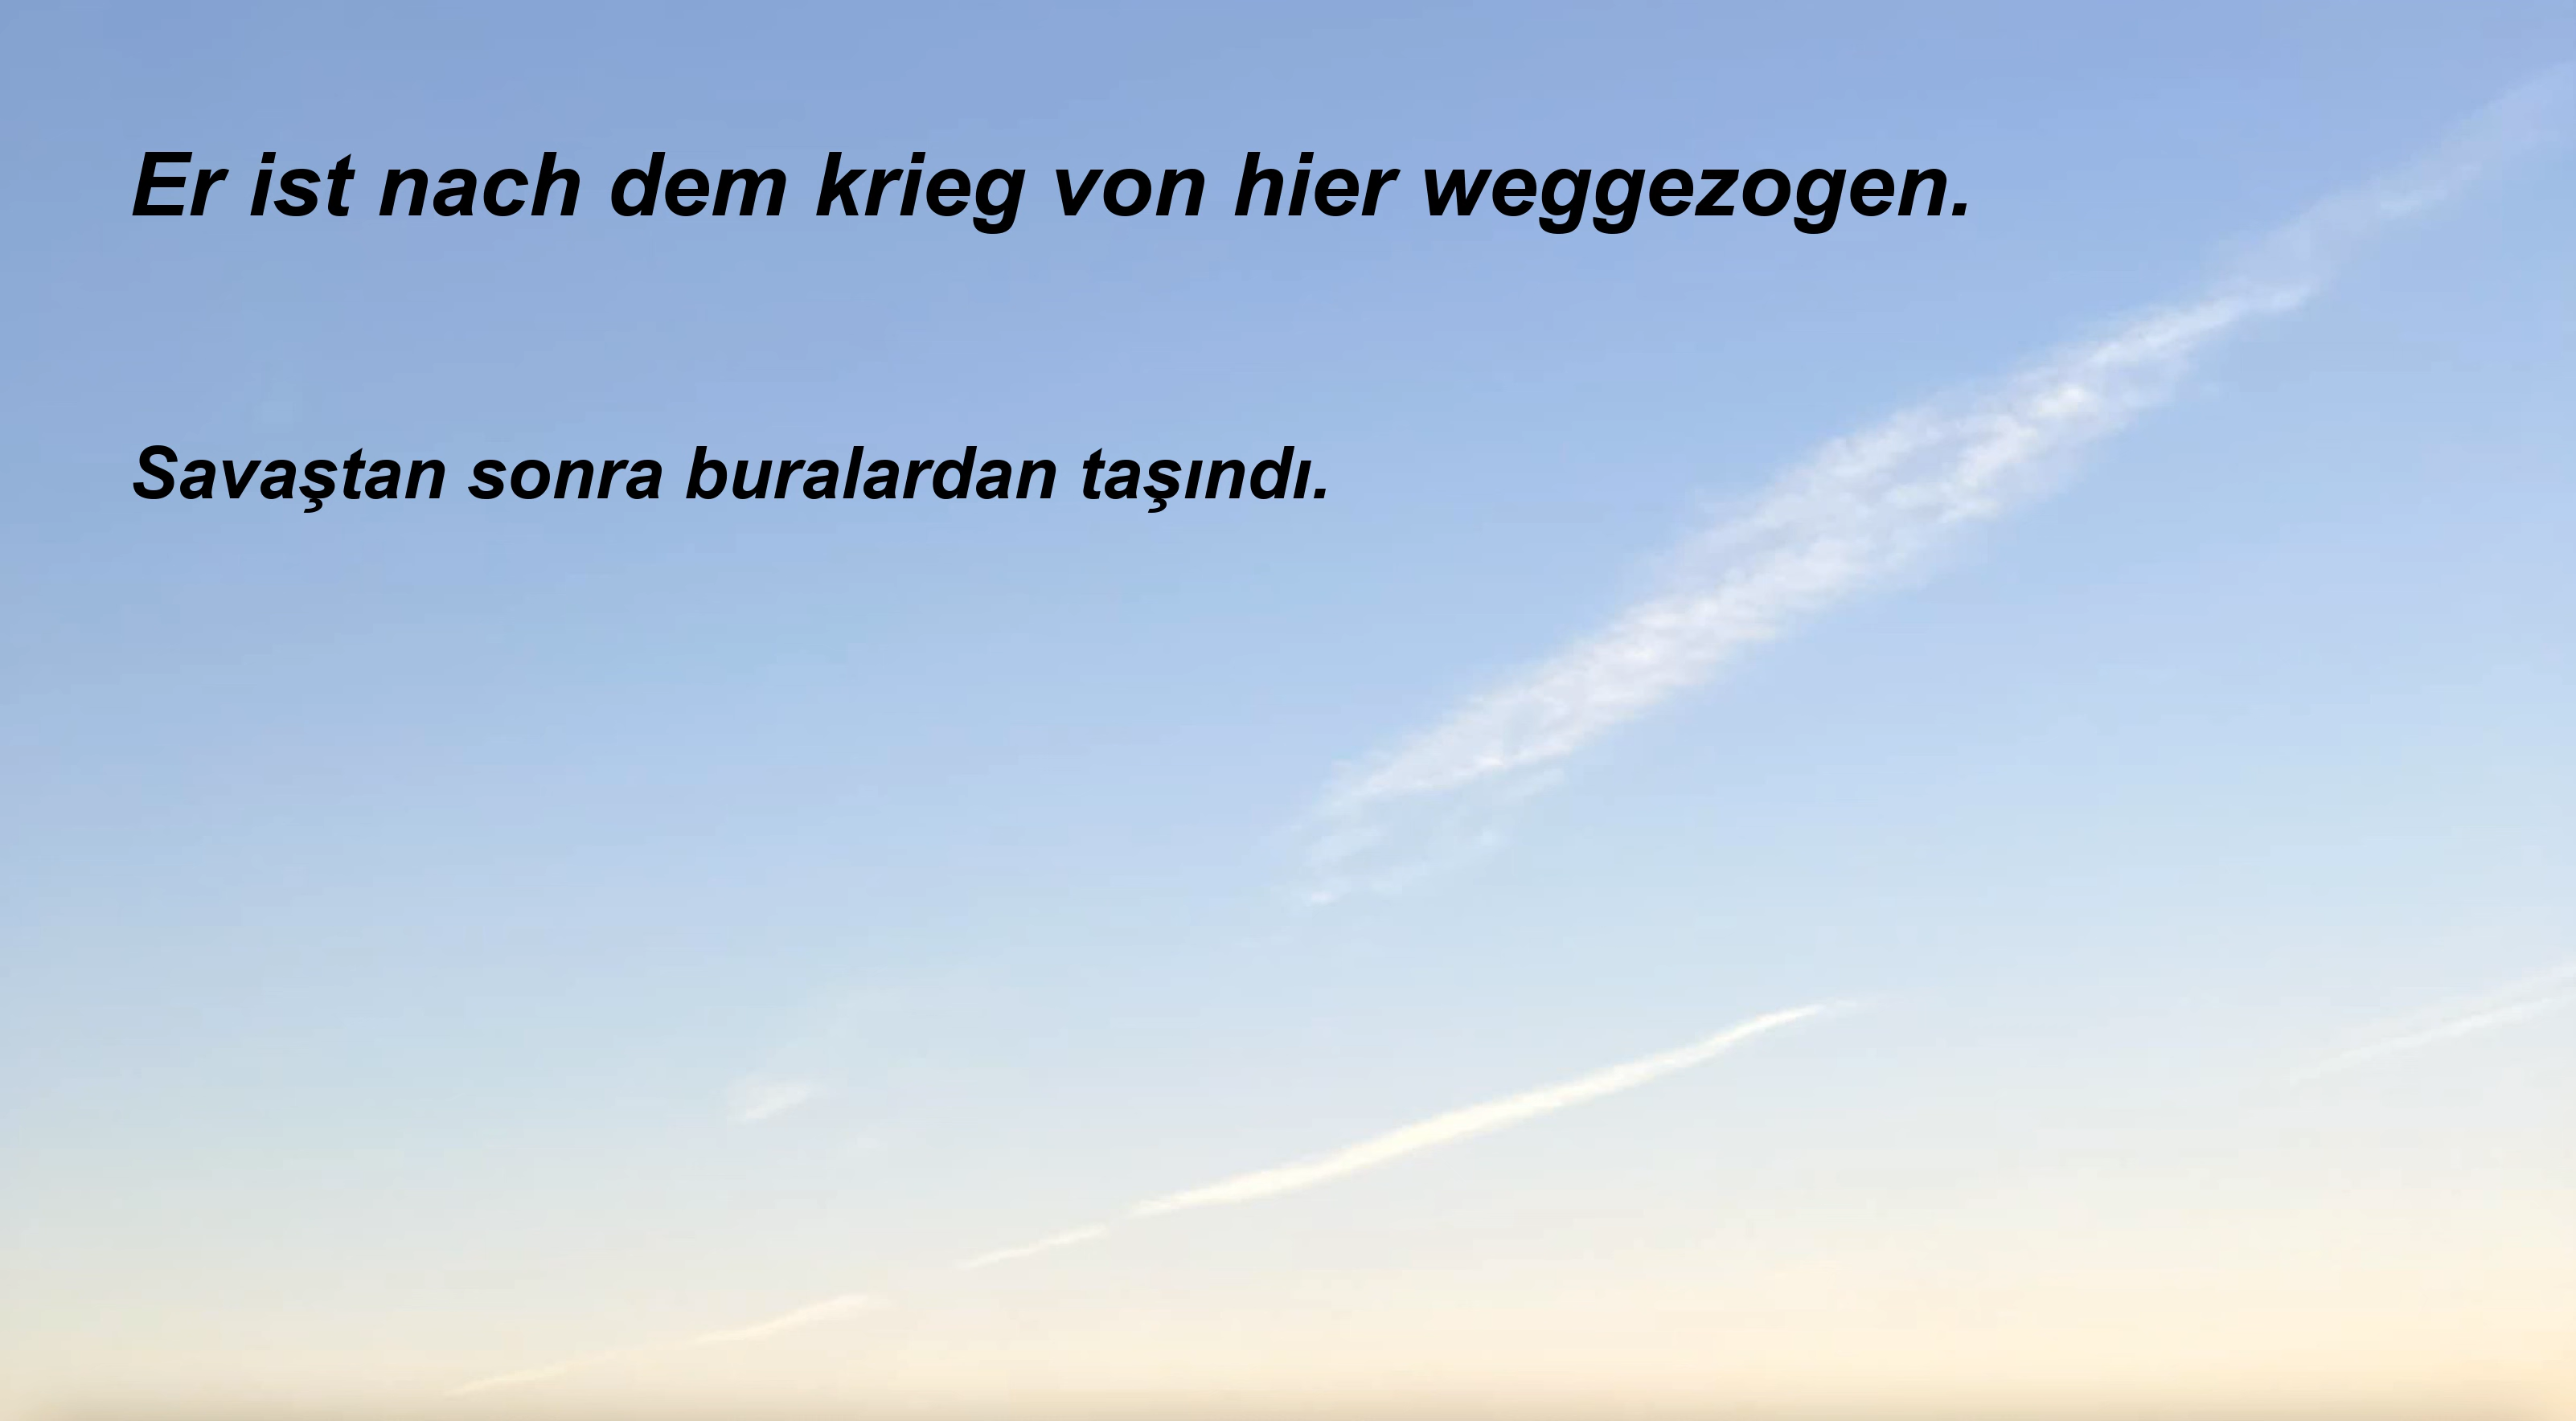 Er ist nach dem krieg von hier weggezogen.
Savaştan sonra buralardan taşındı.